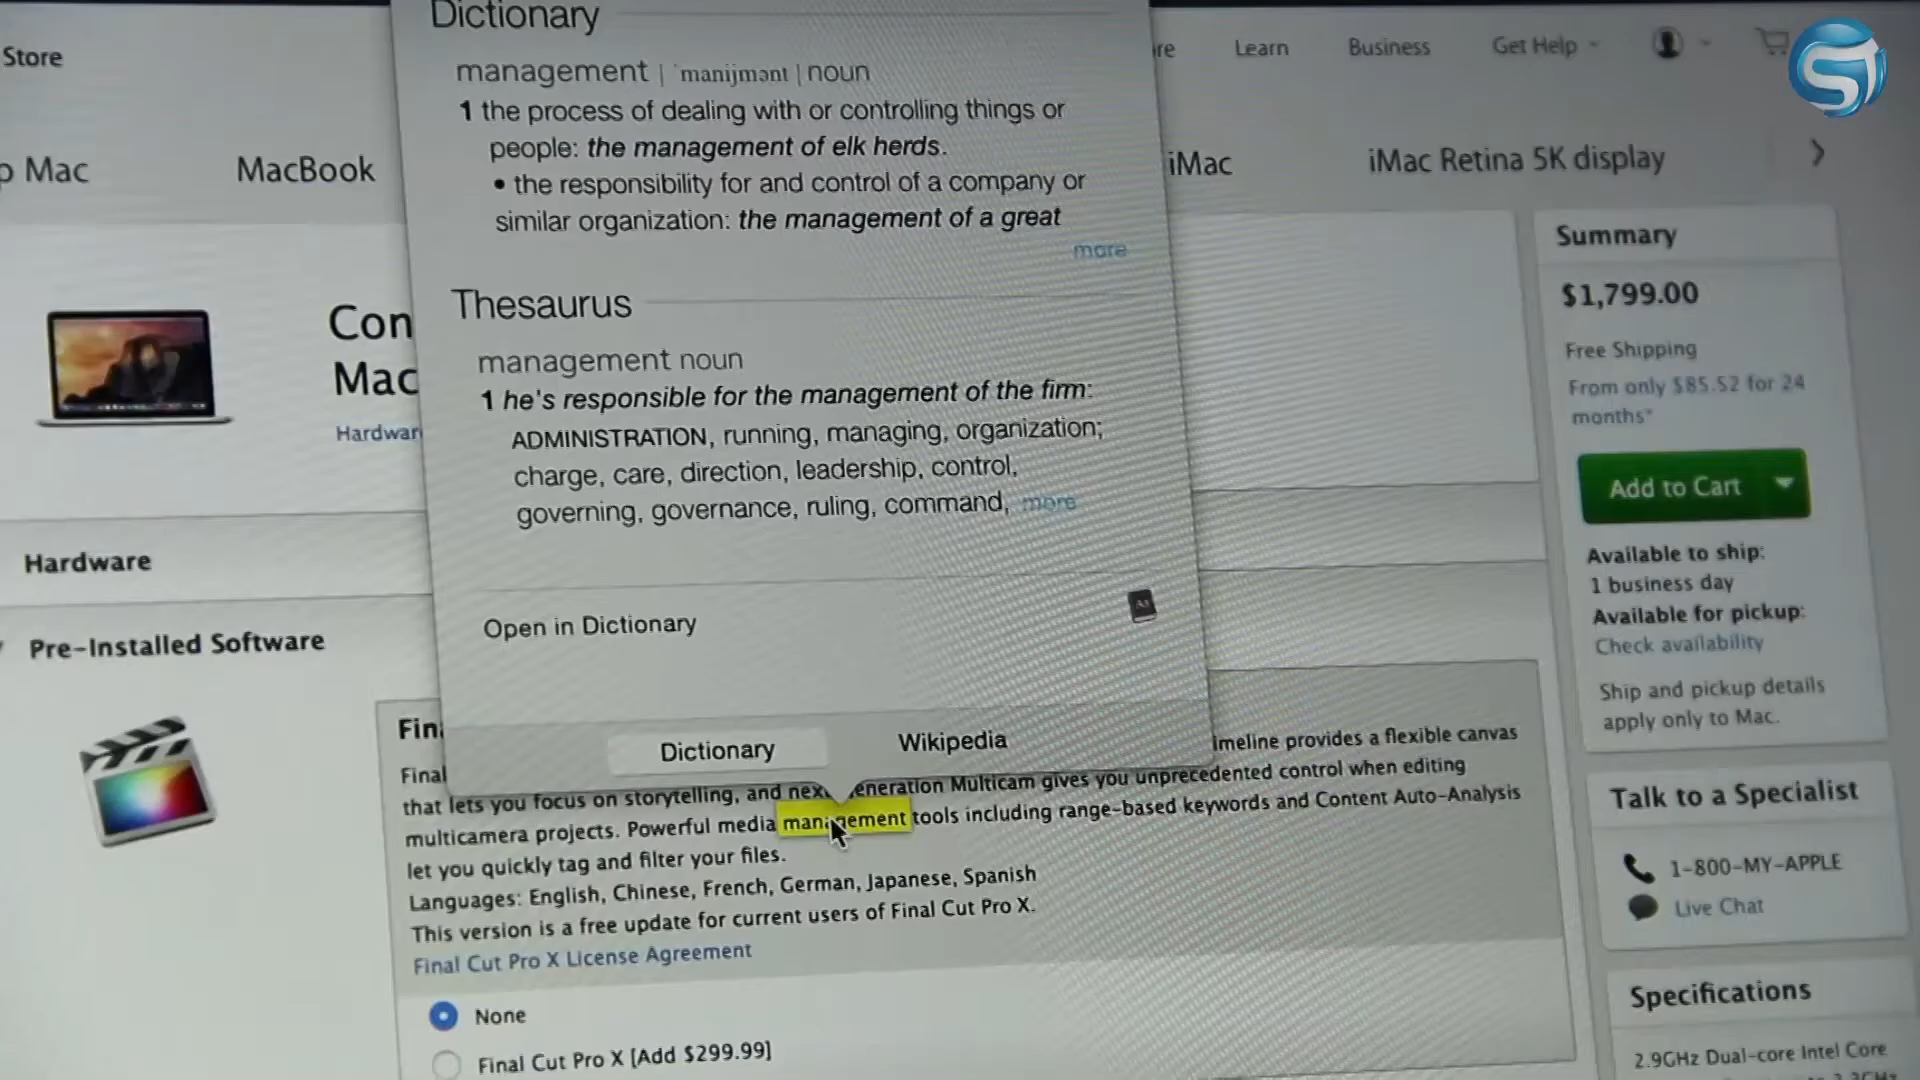 Dictionary
Store
Learn
Business
Get Help
management | ˈmanijmənt | noun
1 the process of dealing with or controlling things or
people: the management of elk herds.
• the responsibility for and control of a company or
similar organization: the management of a great
more
Mac
MacBook
iMac
iMac Retina 5K display
Thesaurus
management noun
1 he's responsible for the management of the firm:
ADMINISTRATION, running, managing, organization;
charge, care, direction, leadership, control,
governing, governance, ruling, command, more
Open in Dictionary
Dictionary
Wikipedia
Con
Mac
Hardwar
Hardware
Pre-Installed Software
Fin
Final
imeline provides a flexible canvas
that lets you focus on storytelling, and nex eneration Multicam gives you unprecedented control when editing
multicamera projects. Powerful media management tools including range-based keywords and Content Auto-Analysis
let you quickly tag and filter your files.
Languages: English, Chinese, French, German, Japanese, Spanish
This version is a free update for current users of Final Cut Pro X.
Final Cut Pro X License Agreement
None
Final Cut Pro X [Add $299.99]
Summary
$1,799.00
Free Shipping
From only $85.52 for 24
months*
Add to Cart
Available to ship:
1 business day
Available for pickup:
Check availability
Ship and pickup details
apply only to Mac.
Talk to a Specialist
1-800-MY-APPLE
Live Chat
Specifications
2.9GHz Dual-core Intel Core